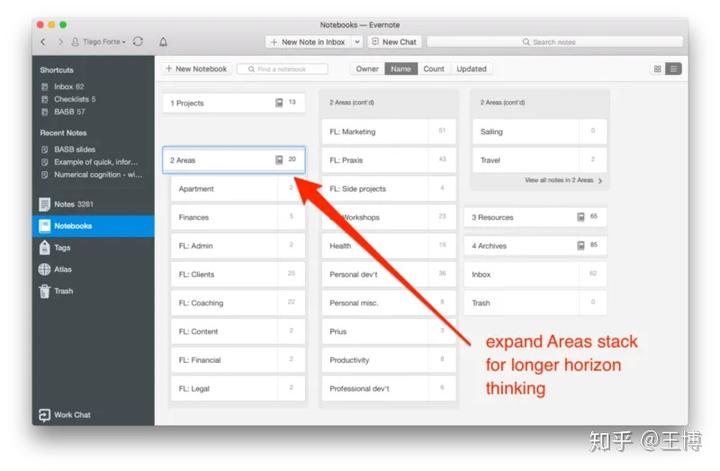 Notebooks — Evernote
Tiago Forte
+ New Note in Inbox
New Chat
Search notes
Shortcuts
Inbox 62
Checklists 5
BASB 57
Recent Notes
BASB slides
Example of quick, infor...
Numerical cognition - wi...
Notes 3281
Notebooks
Tags
Atlas
Trash
Work Chat
+ New Notebook
Find a notebook
Owner
Name
Count
Updated
1 Projects 13
2 Areas 20
Apartment 2
Finances 5
FL: Admin 2
FL: Clients 25
FL: Coaching 22
FL: Content 2
FL: Financial 2
FL: Legal 2
2 Areas (cont'd)
FL: Marketing 51
FL: Praxis 43
FL: Side projects 4
Workshops 23
Health 15
Personal dev't 36
Personal misc. 8
Prius 3
Productivity 8
Professional dev't 6
2 Areas (cont'd)
Sailing 0
Travel 2
View all notes in 2 Areas
3 Resources 65
4 Archives 85
Inbox 62
Trash 0
expand Areas stack
for longer horizon
thinking
知乎 @王博